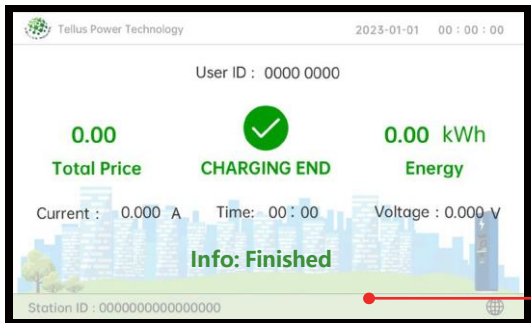 Tellus Power Technology 2023-01-01 00 : 00 : 00
User ID : 0000 0000
0.00 0.00 kWh
Total Price CHARGING END Energy
Current : 0.000 A Time: 00 : 00 Voltage : 0.000 V
Info: Finished
Station ID : 0000000000000000